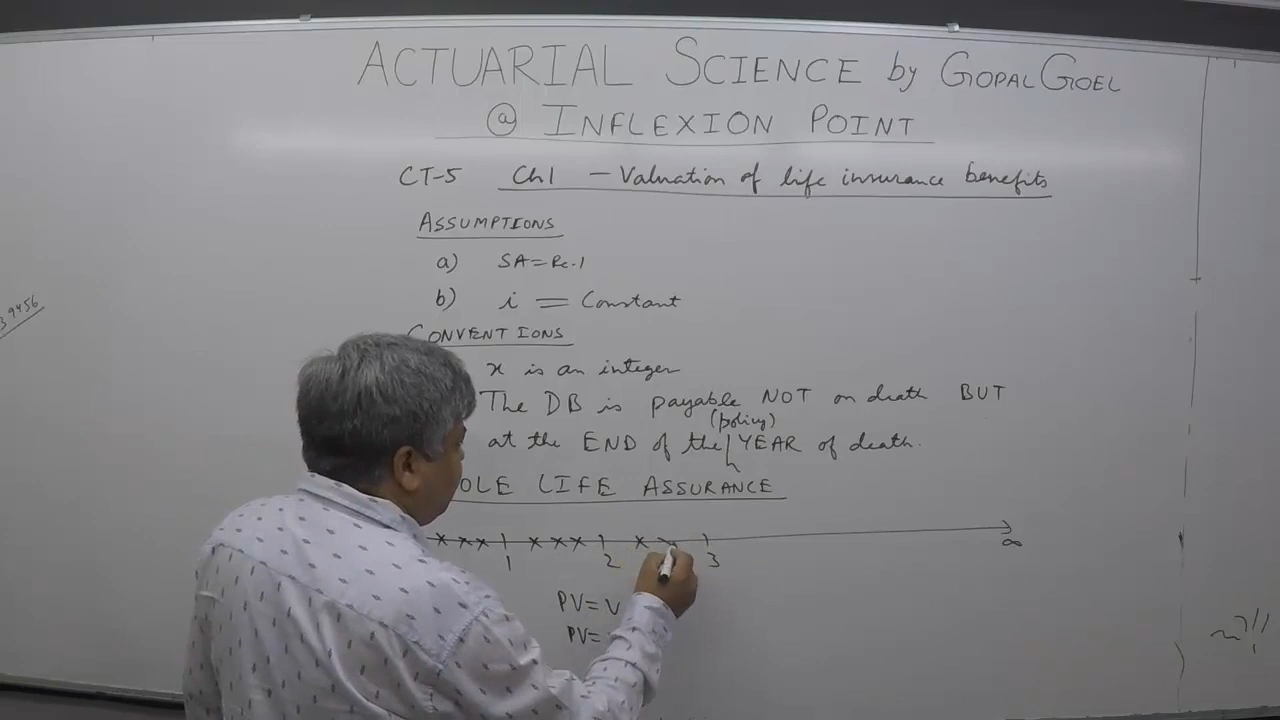 ACTUARIAL SCIENCE by GOPAL GOEL
@ INFLEXION POINT
CT-5 Ch1 - Valuation of life insurance benefits
ASSUMPTIONS
a) SA = Re.1
b) i = Constant
CONVENTIONS
x is an integer
The DB is payable NOT on death BUT
(policy)
at the END of the YEAR of death.
OLE LIFE ASSURANCE
1 2 3 ∞
PV = V
PV =
9456